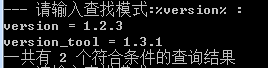 --- 请输入查找模式:%version% :
version = 1.2.3
version_tool = 1.3.1
一共有 2 个符合条件的查询结果